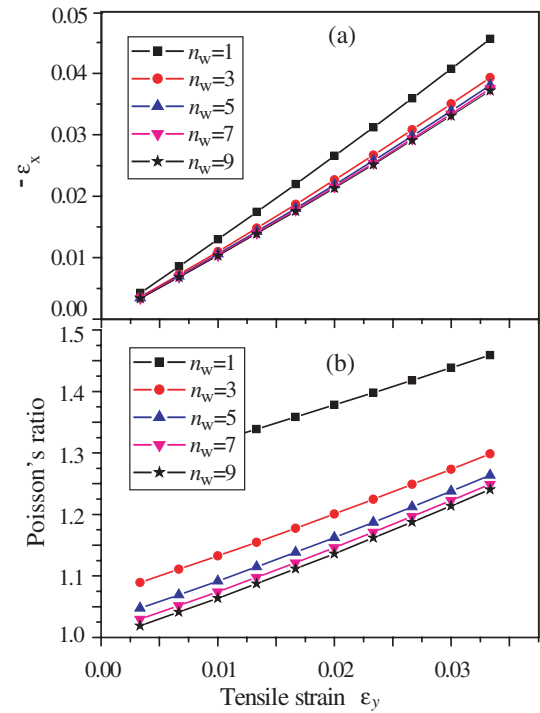 (a)
n_w=1
n_w=3
n_w=5
n_w=7
n_w=9
0.05
0.04
0.03
0.02
0.01
0.00
- ε_x
(b)
n_w=1
n_w=3
n_w=5
n_w=7
n_w=9
1.5
1.4
1.3
1.2
1.1
1.0
Poisson's ratio
0.00 0.01 0.02 0.03
Tensile strain ε_y